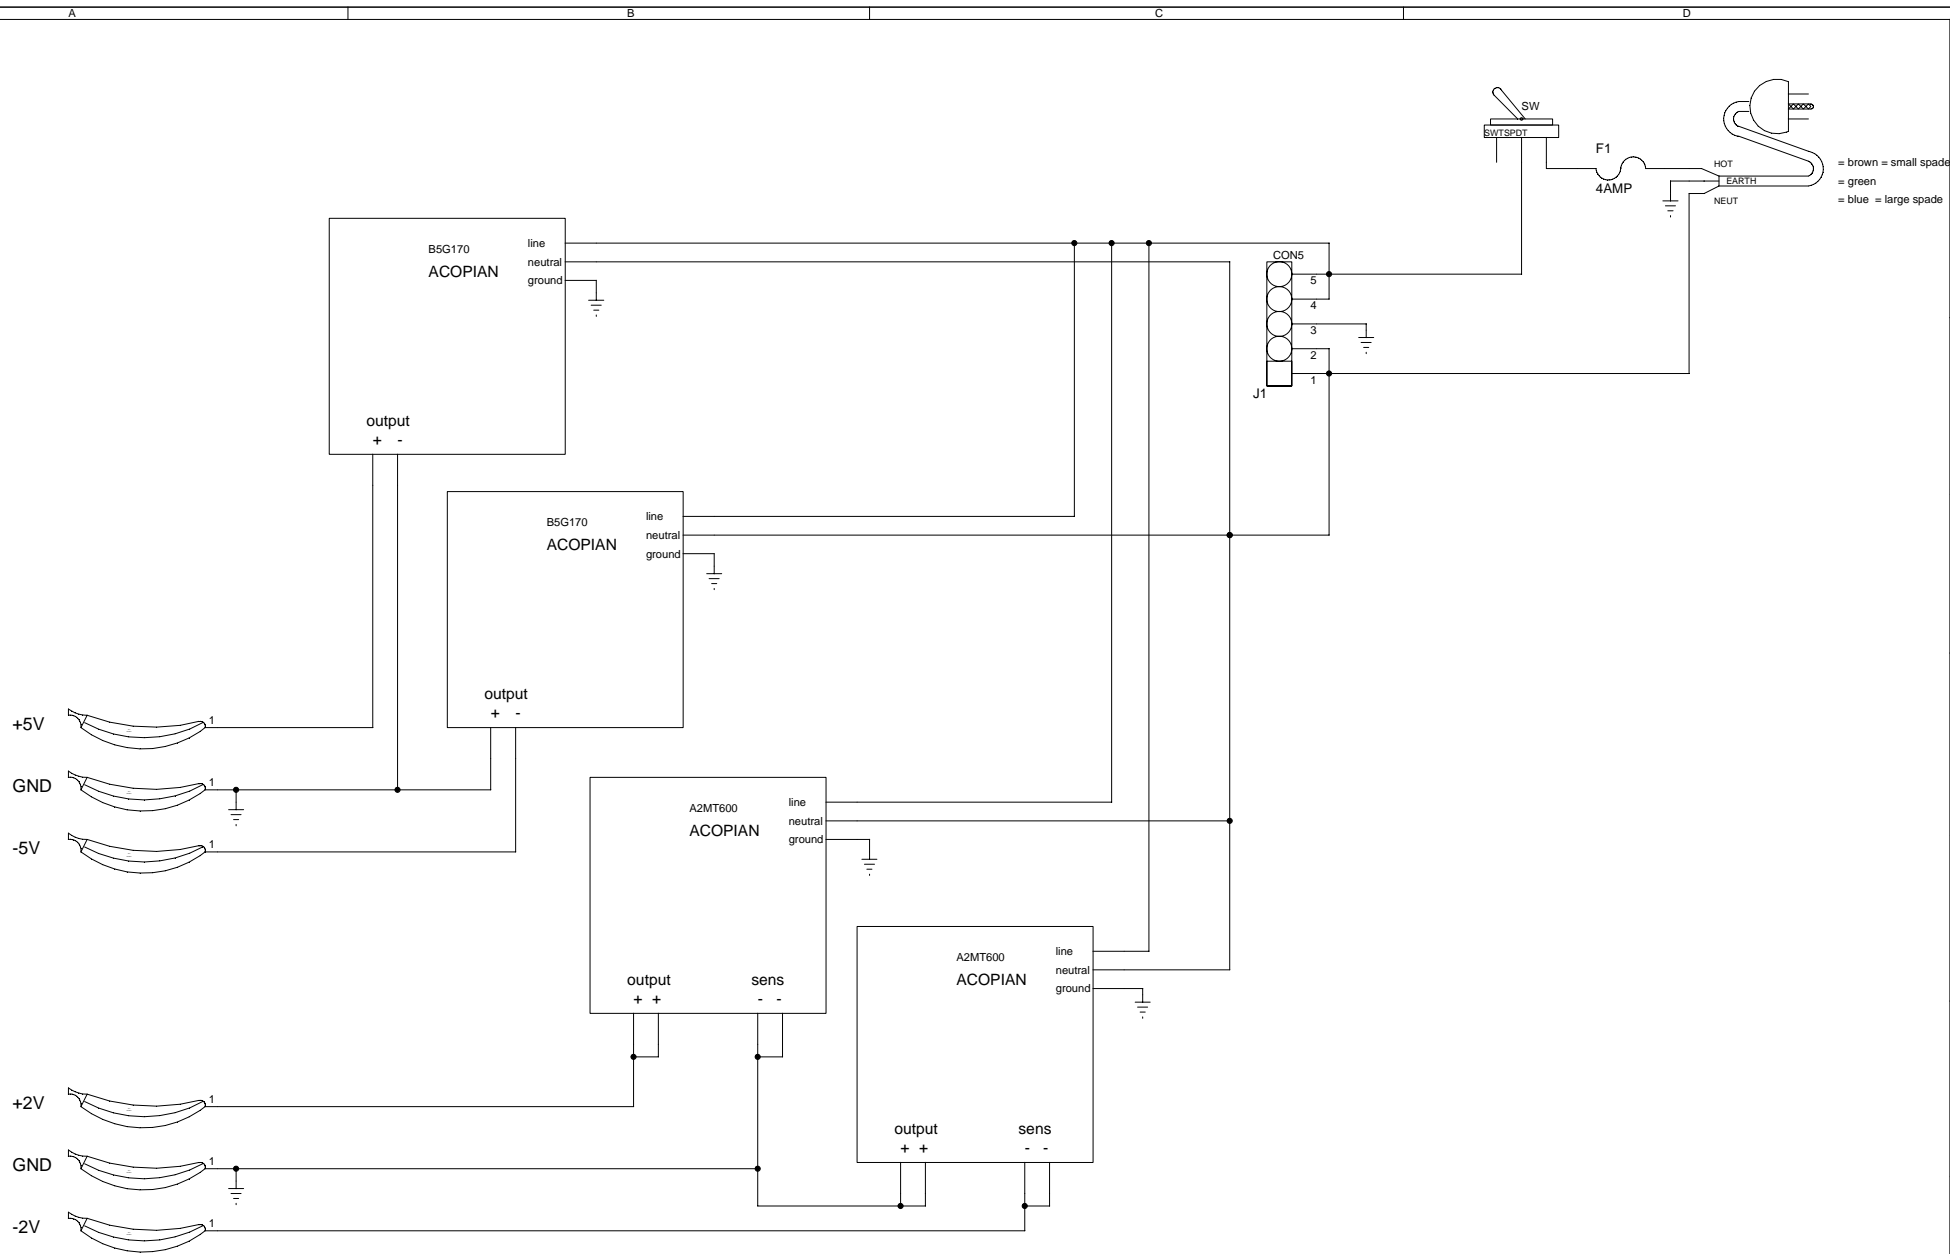 A B C D
SW
SWTSPDT
F1
4AMP
HOT
EARTH
NEUT
= brown = small spade
= green
= blue = large spade
B5G170
ACOPIAN
line
neutral
ground
output
+ -
CON5
5
4
3
2
1
J1
B5G170
ACOPIAN
line
neutral
ground
output
+ -
+5V
1
GND
1
-5V
1
A2MT600
ACOPIAN
line
neutral
ground
output sens
+ + - -
A2MT600
ACOPIAN
line
neutral
ground
output sens
+ + - -
+2V
1
GND
1
-2V
1